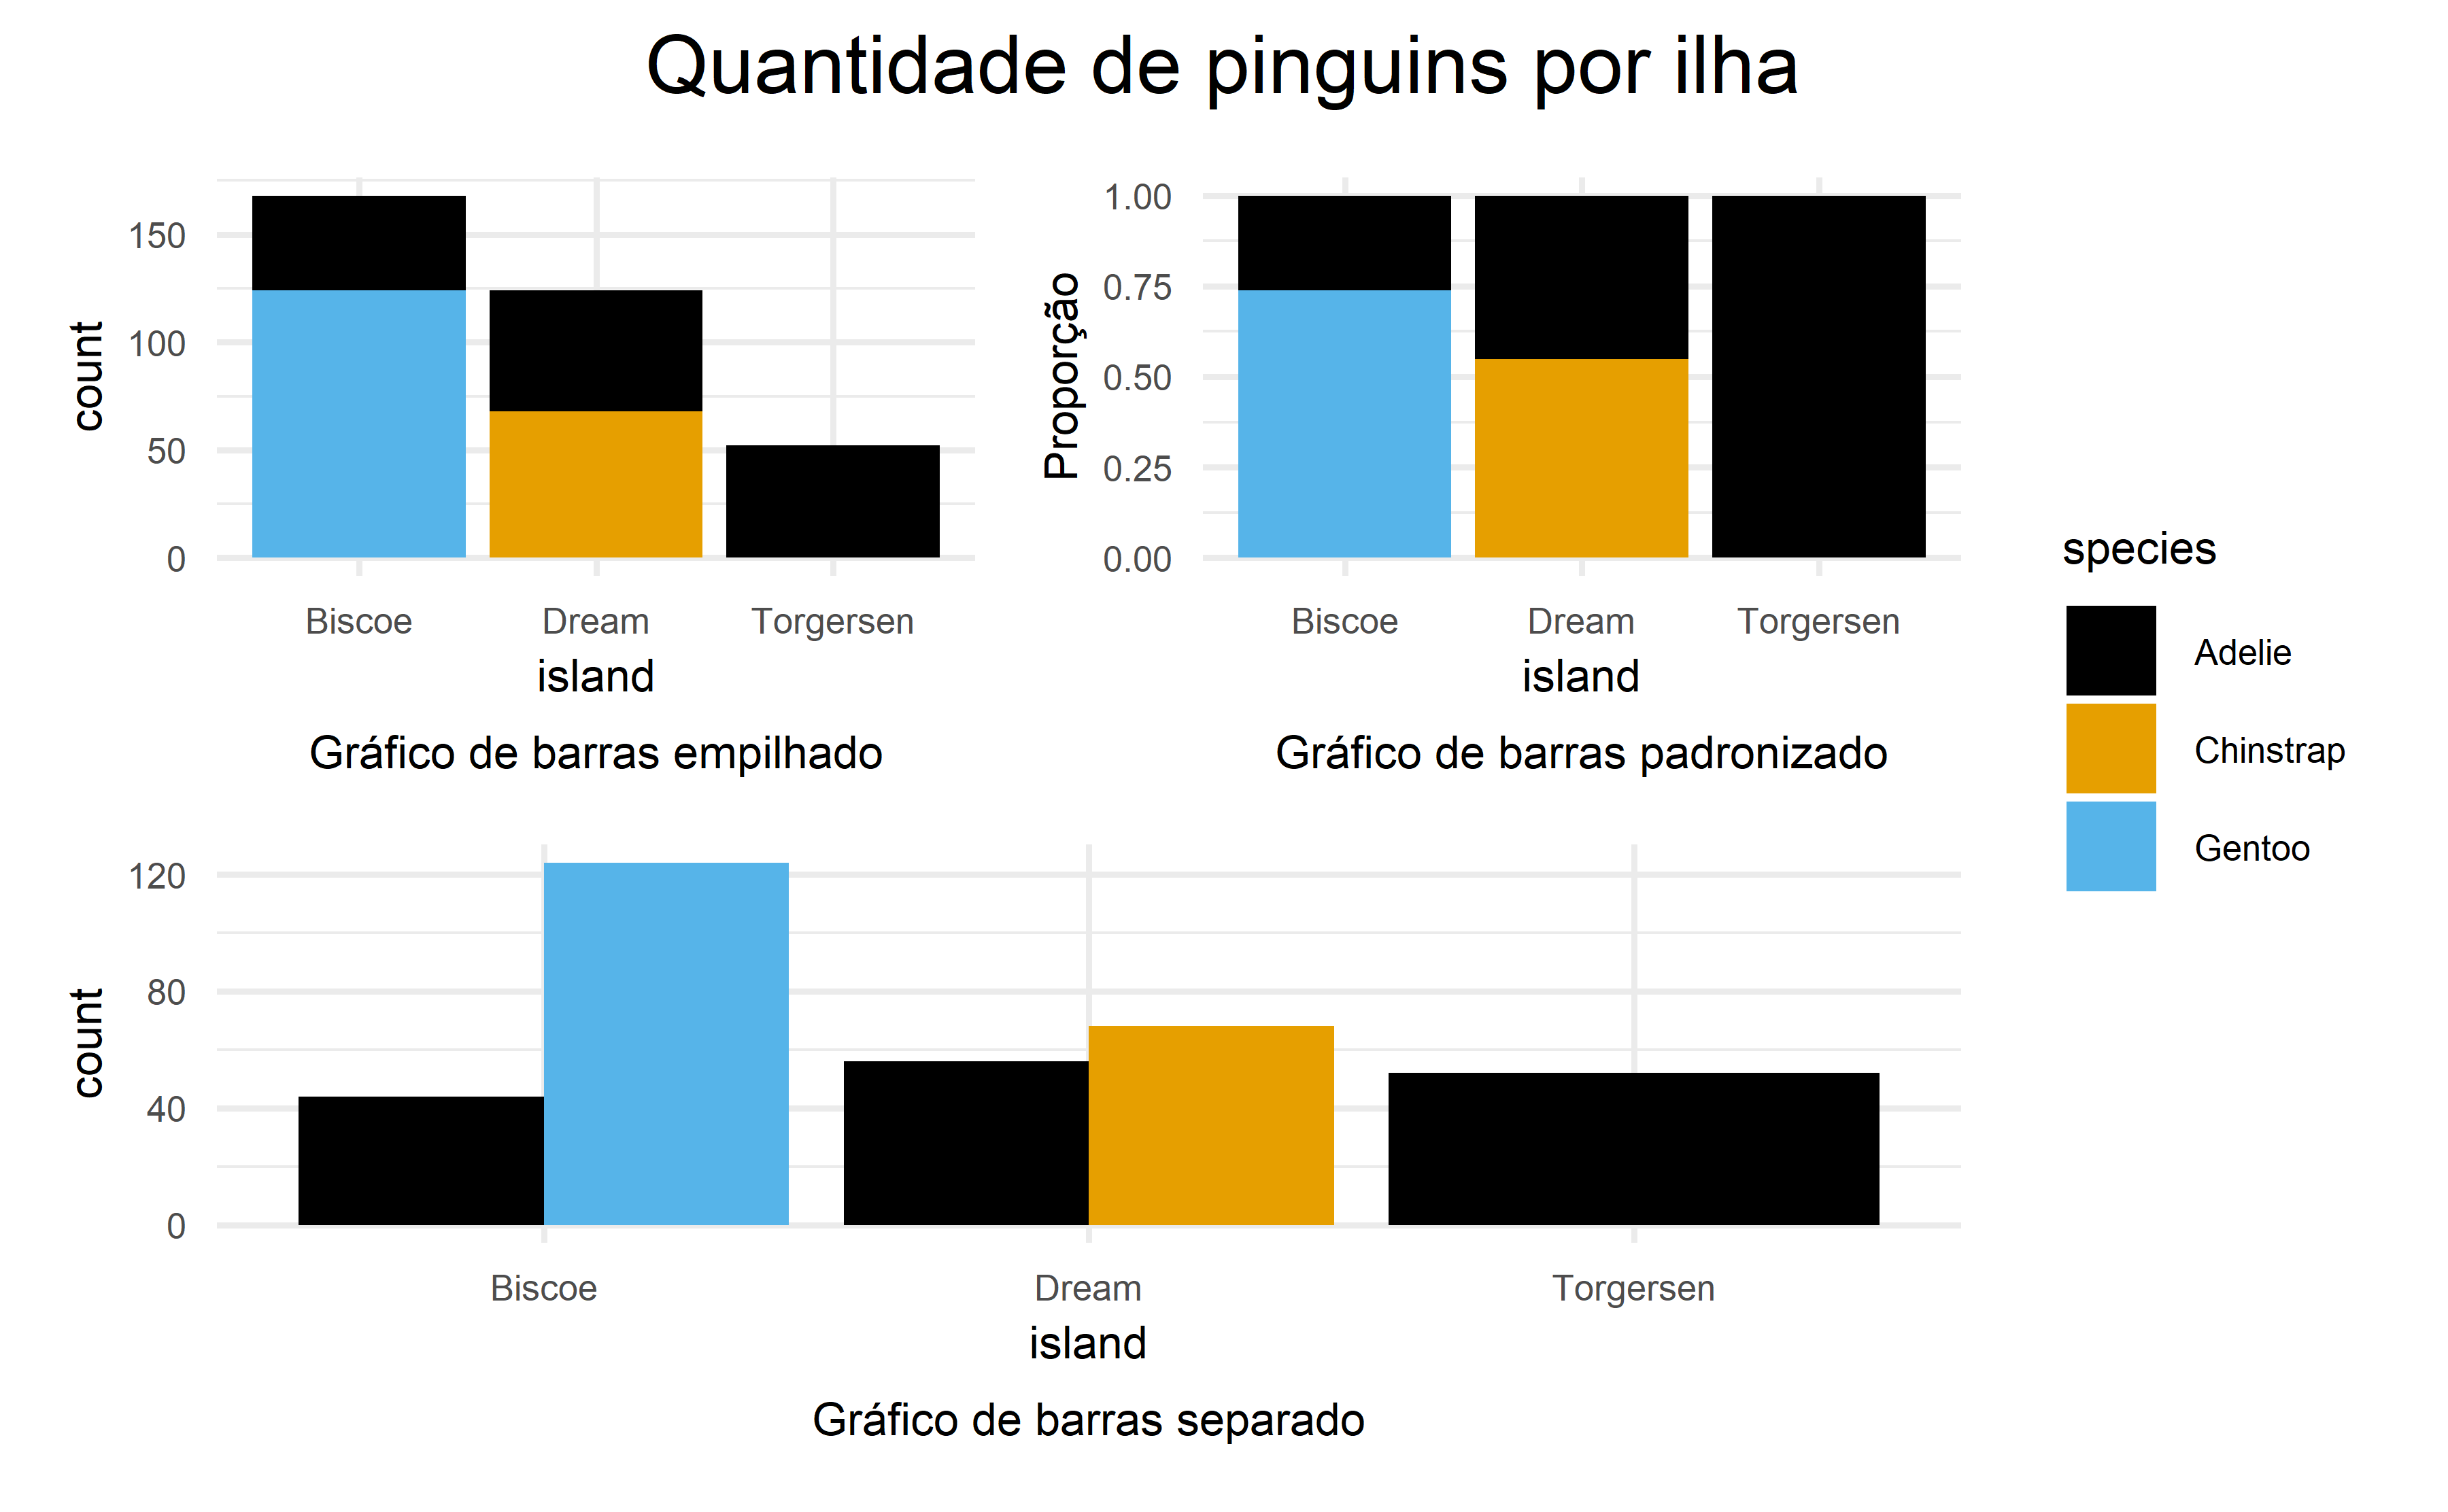 Quantidade de pinguins por ilha
count
150
100
50
0
Biscoe Dream Torgersen
island
Gráfico de barras empilhado
Proporção
1.00
0.75
0.50
0.25
0.00
Biscoe Dream Torgersen
island
Gráfico de barras padronizado
count
120
80
40
0
Biscoe Dream Torgersen
island
Gráfico de barras separado
species
Adelie
Chinstrap
Gentoo